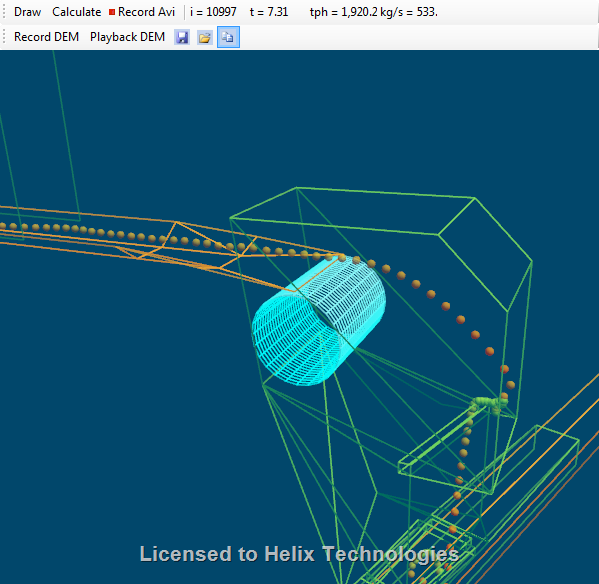 Draw Calculate Record Avi i = 10997 t = 7.31 tph = 1,920.2 kg/s = 533.
Record DEM Playback DEM
Licensed to Helix Technologies